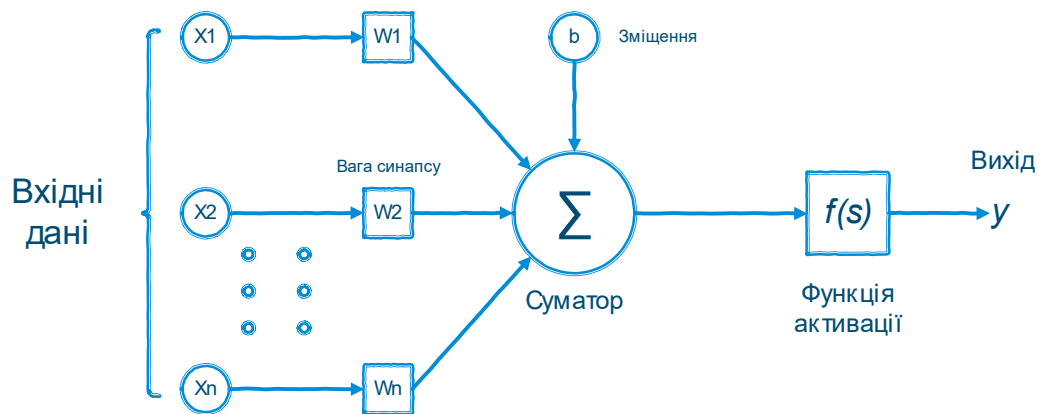 X1
W1
b
Зміщення
Вага синапсу
Вхідні
дані
X2
W2
∑
f(s)
Вихід
y
Суматор
Функція
активації
Xn
Wn